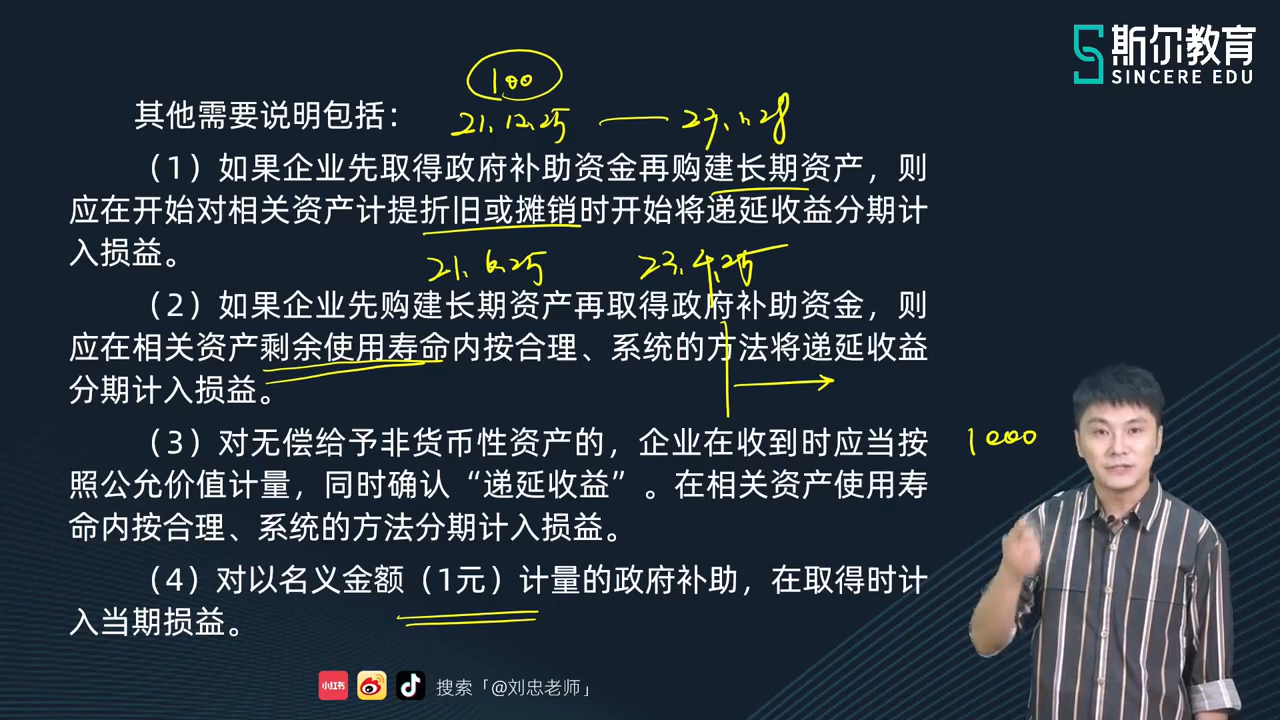 斯尔教育
SINCERE EDU
100
其他需要说明包括：
21.12.25 — 23.1.28
（1）如果企业先取得政府补助资金再购建长期资产，则
应在开始对相关资产计提折旧或摊销时开始将递延收益分期计
入损益。
21.6.25 23.4.25
（2）如果企业先购建长期资产再取得政府补助资金，则
应在相关资产剩余使用寿命内按合理、系统的方法将递延收益
分期计入损益。
（3）对无偿给予非货币性资产的，企业在收到时应当按
1000
照公允价值计量，同时确认“递延收益”。在相关资产使用寿
命内按合理、系统的方法分期计入损益。
（4）对以名义金额（1元）计量的政府补助，在取得时计
入当期损益。
小红书
搜索「@刘忠老师」